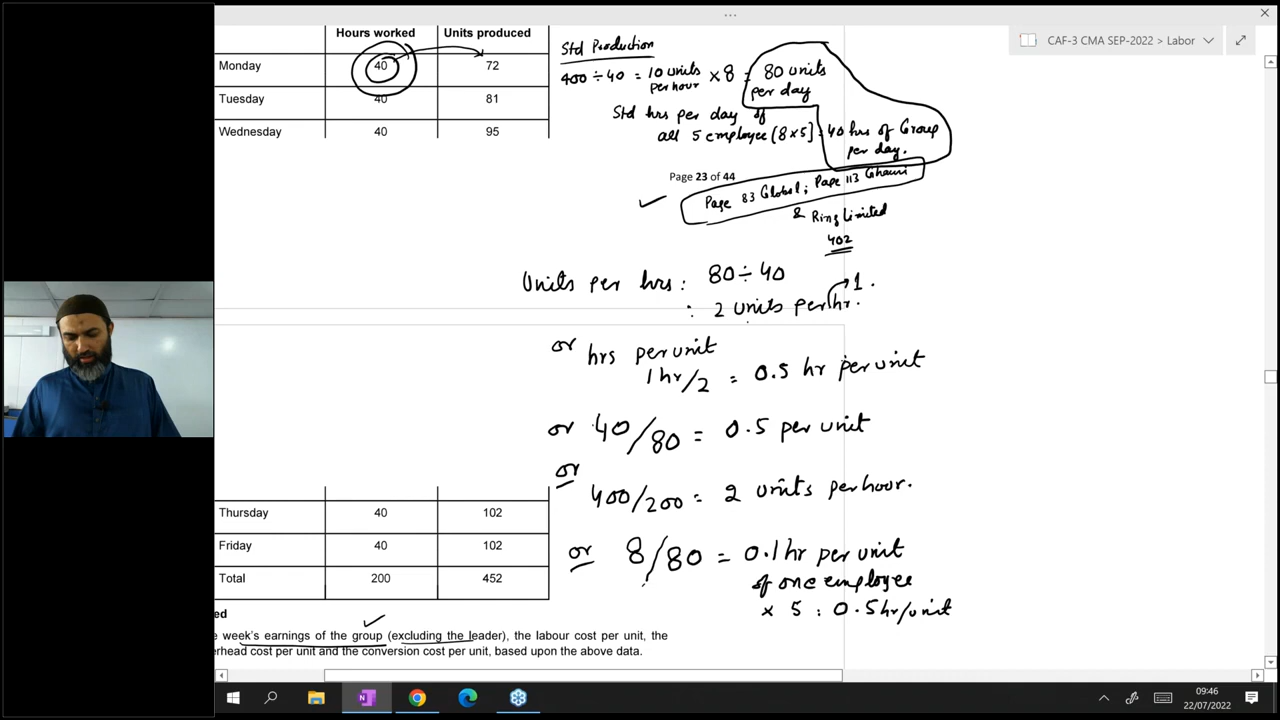 CAF-3 CMA SEP-2022 > Labor
Hours worked Units produced
Monday 40 72
Tuesday 40 81
Wednesday 40 95
Std Production
400 ÷ 40 = 10 units per hour × 8 = 80 units per day
Std hrs per day of
all 5 employee (8 x 5) = 40 hrs of Group
per day.
Page 23 of 44
Page 83 Global; Page 113 Ghauri
& Ring Limited
402
Units per hrs: 80 ÷ 40
: 2 units per hr. → 1.
or hrs per unit
1 hr/2 = 0.5 hr per unit
or 40/80 = 0.5 per unit
or
400/200 = 2 units per hour.
or 8/80 = 0.1 hr per unit
of one employee
x 5 : 0.5 hr/unit
Thursday 40 102
Friday 40 102
Total 200 452
ed
e week's earnings of the group (excluding the leader), the labour cost per unit, the
erhead cost per unit and the conversion cost per unit, based upon the above data.
09:46
22/07/2022